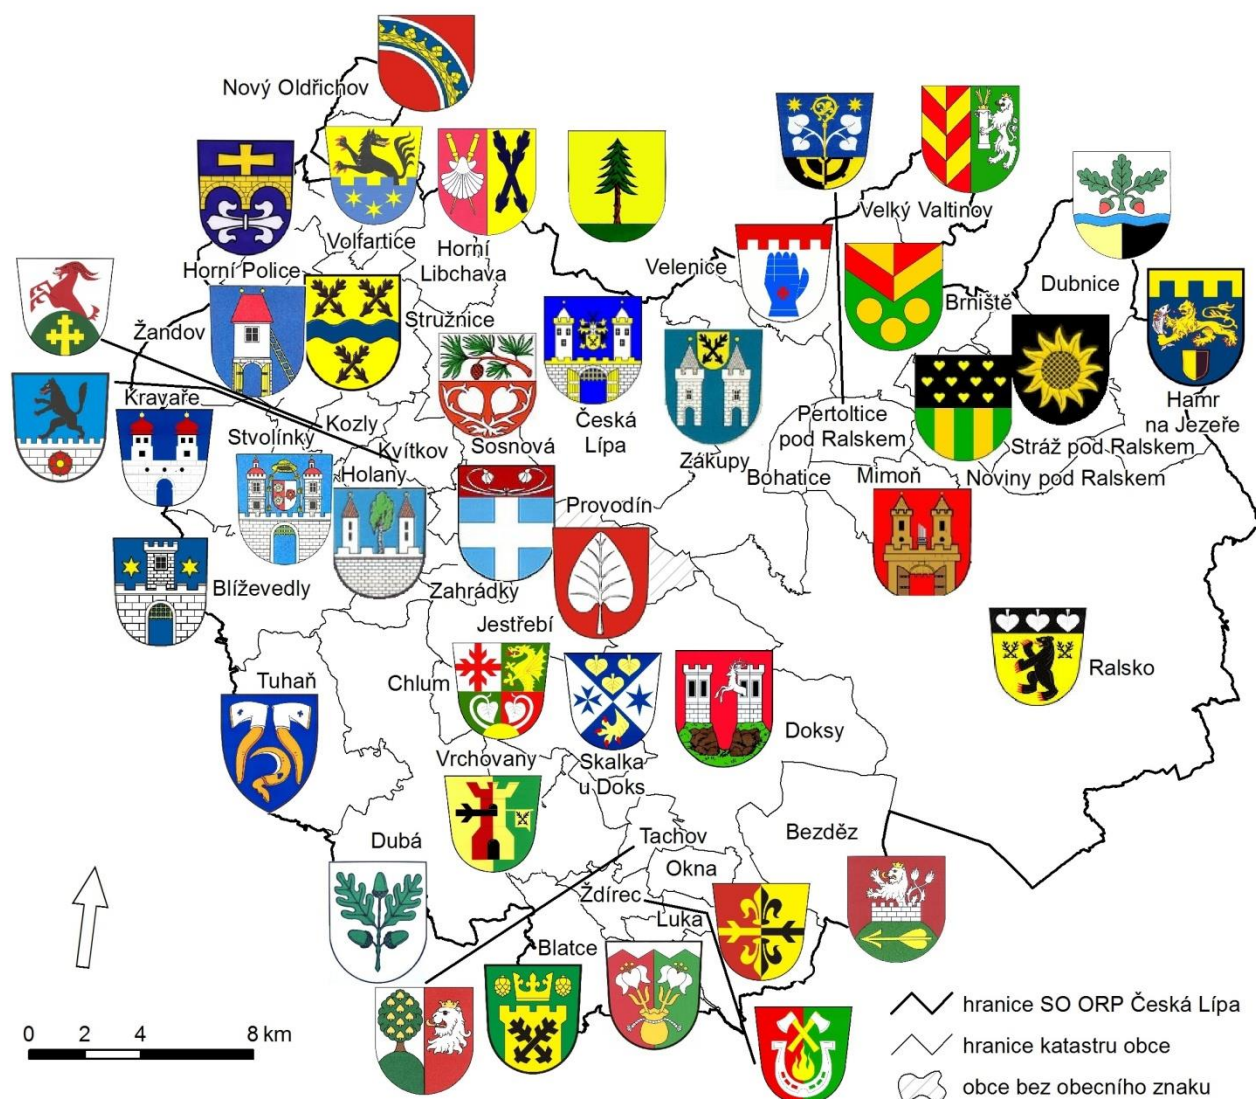 Nový Oldřichov
Volfartice
Horní
Libchava
Velký Valtinov
Velenice
Horní Police
Dubnice
Brniště
Stružnice
Žandov
Kravaře
Kozly
Česká
Lípa
Hamr
na Jezeře
Pertoltice
pod Ralskem
Stvolínky
Kvítkov
Sosnová
Zákupy
Stráž pod Ralskem
Holany
Bohatice
Mimoň
Noviny pod Ralskem
Provodín
Blíževedly
Zahrádky
Jestřebí
Ralsko
Tuhaň
Chlum
Doksy
Vrchovany
Skalka
u Doks
Dubá
Tachov
Bezděz
Okna
Ždírec
Luka
Blatce
hranice SO ORP Česká Lípa
hranice katastru obce
obce bez obecního znaku
0 2 4 8 km